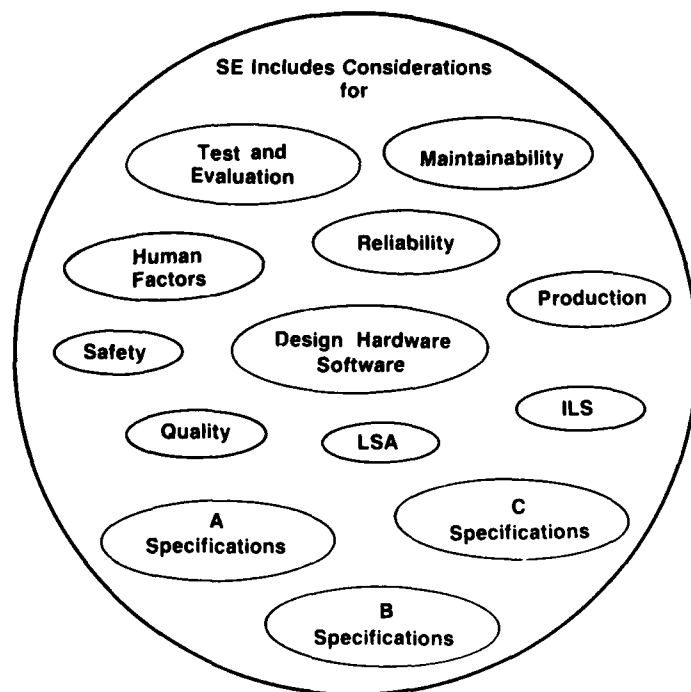 SE Includes Considerations
for
Test and
Evaluation
Maintainability
Human
Factors
Reliability
Production
Safety
Design Hardware
Software
ILS
Quality
LSA
A
Specifications
C
Specifications
B
Specifications